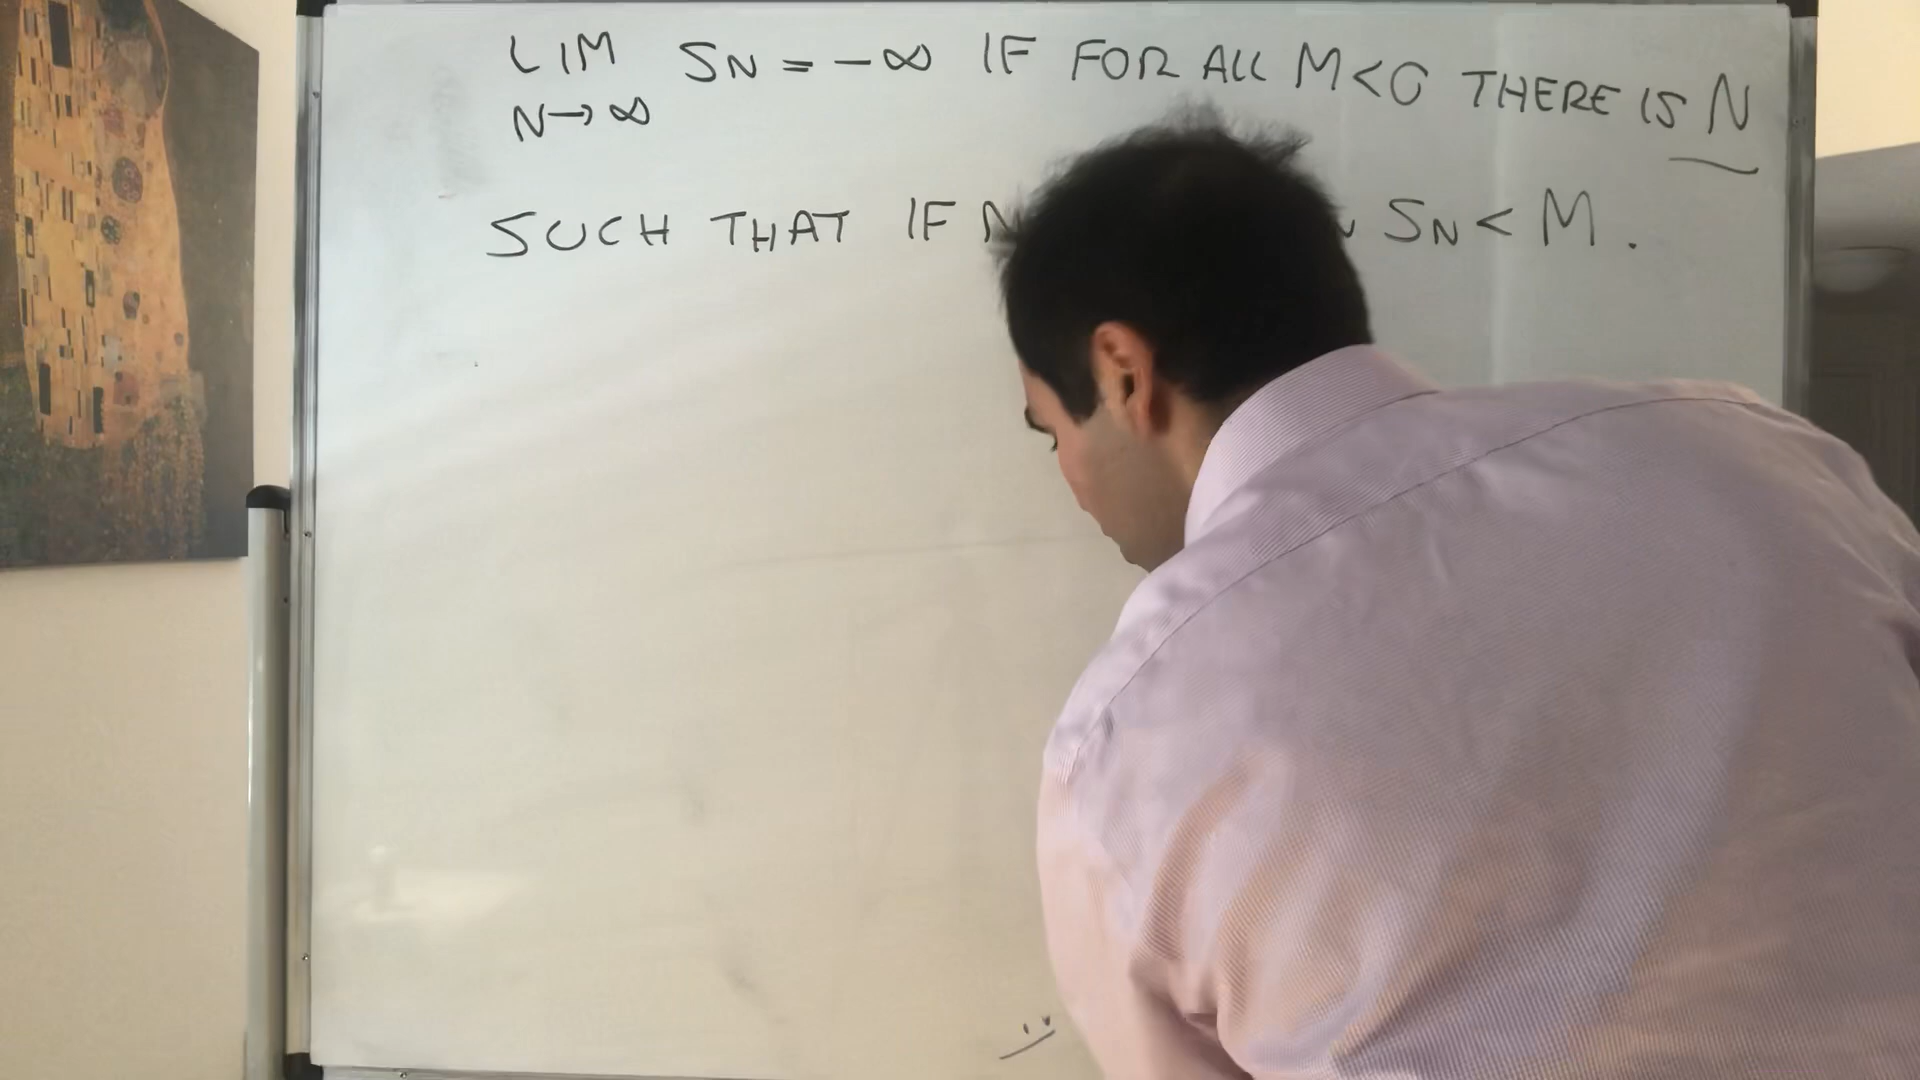 LIM SN = -∞ IF FOR ALL M<0 THERE IS N
N→∞
SUCH THAT IF N SN < M.